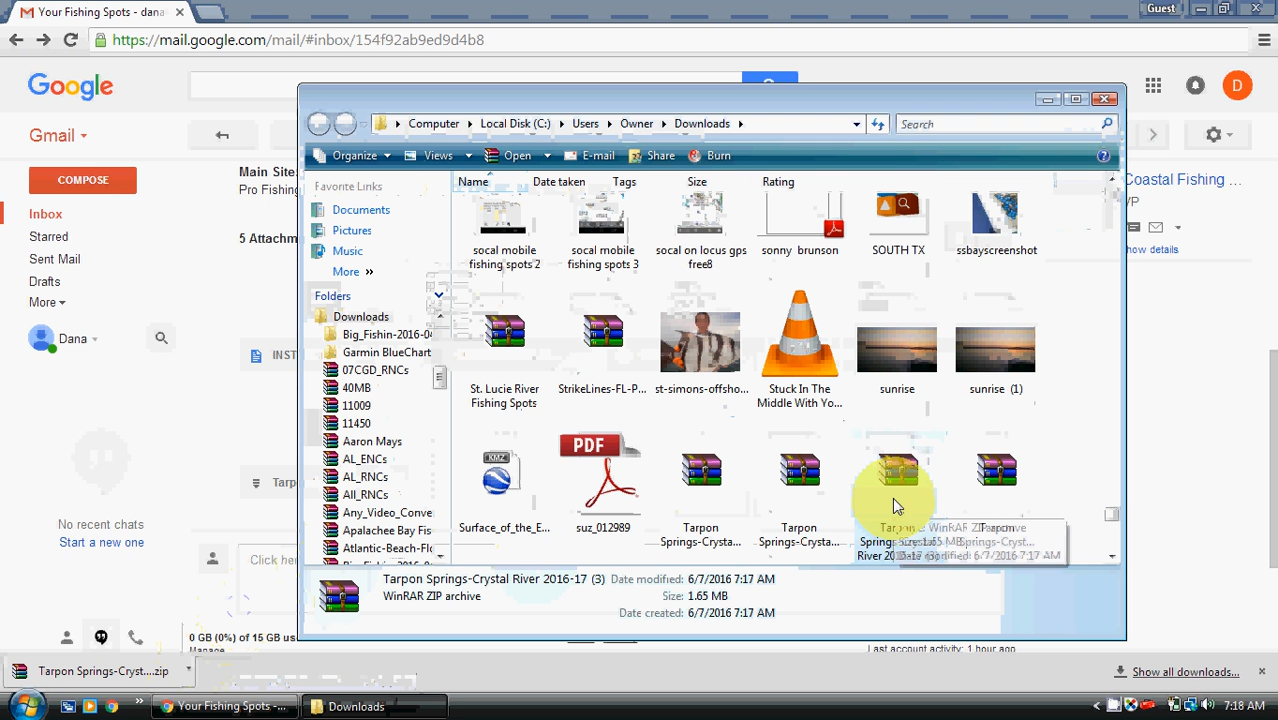 Your Fishing Spots - dana
Guest
https://mail.google.com/mail/#inbox/154f92ab9ed9d4b8
Google
D
Gmail
COMPOSE
Inbox
Starred
Sent Mail
Drafts
More
Dana
No recent chats
Start a new one
Main Site
Pro Fishing
5 Attachm
INST
Tarp
Click here
0 GB (0%) of 15 GB us
Manage
Coastal Fishing ...
VP
how details
Last account activity: 1 hour ago
Computer Local Disk (C:) Users Owner Downloads
Search
Organize Views Open E-mail Share Burn
Favorite Links
Documents
Pictures
Music
More »
Folders
Downloads
Big_Fishin-2016-0
Garmin BlueChart
07CGD_RNCs
40MB
11009
11450
Aaron Mays
AL_ENCs
AL_RNCs
All_RNCs
Any_Video_Conve
Apalachee Bay Fis
Atlantic-Beach-Fl
Name Date taken Tags Size Rating
socal mobile fishing spots 2
socal mobile fishing spots 3
socal on locus gps free8
sonny brunson
SOUTH TX
ssbayscreenshot
St. Lucie River Fishing Spots
StrikeLines-FL-P...
st-simons-offsho...
Stuck In The Middle With Yo...
sunrise
sunrise (1)
KMZ
PDF
Surface_of_the_E...
suz_012989
Tarpon Springs-Crysta...
Tarpon Springs-Crysta...
Tarpon Springs-Crystal River 2016-17 (3)
Date modified: 6/7/2016 7:17 AM
WinRAR ZIP archive
Size: 1.65 MB
Date created: 6/7/2016 7:17 AM
Tarpon Springs-Cryst....zip
Show all downloads...
Your Fishing Spots -...
Downloads
7:18 AM